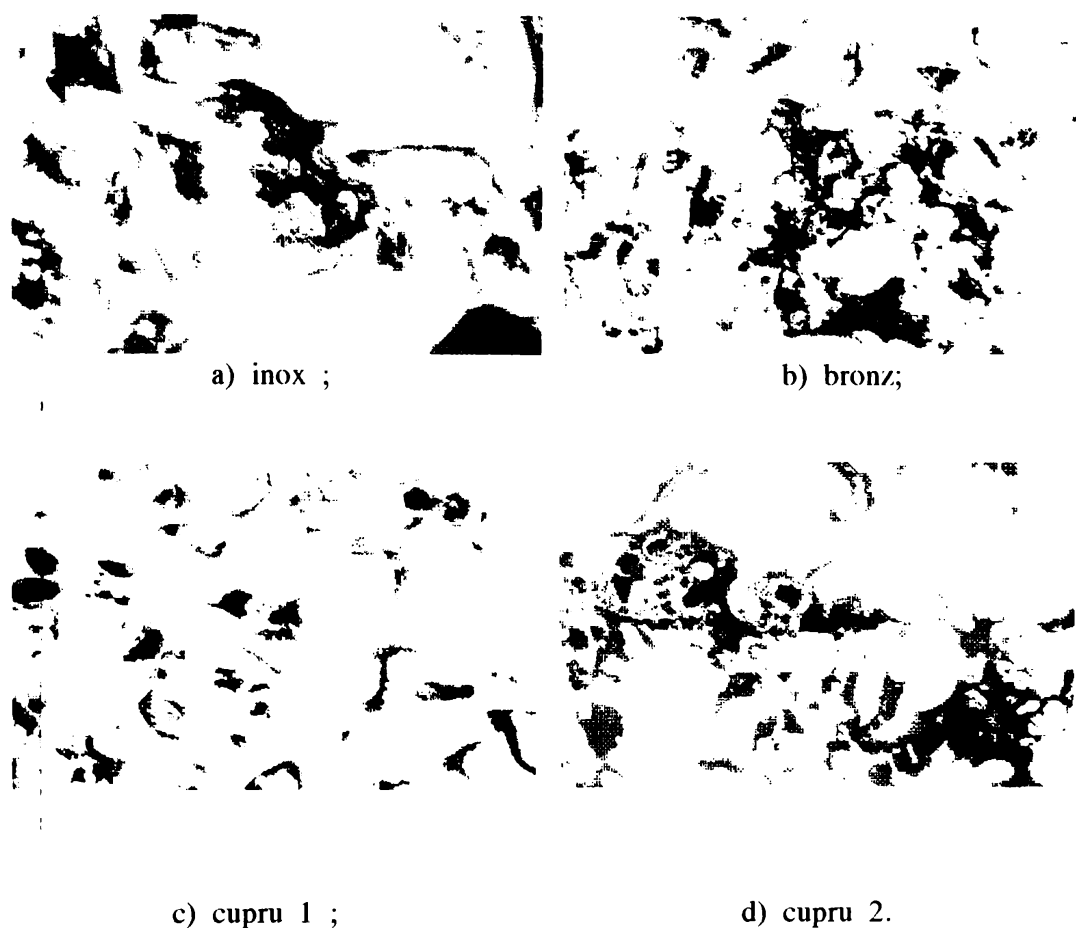 a) inox ;
b) bronz;
c) cupru 1 ;
d) cupru 2.